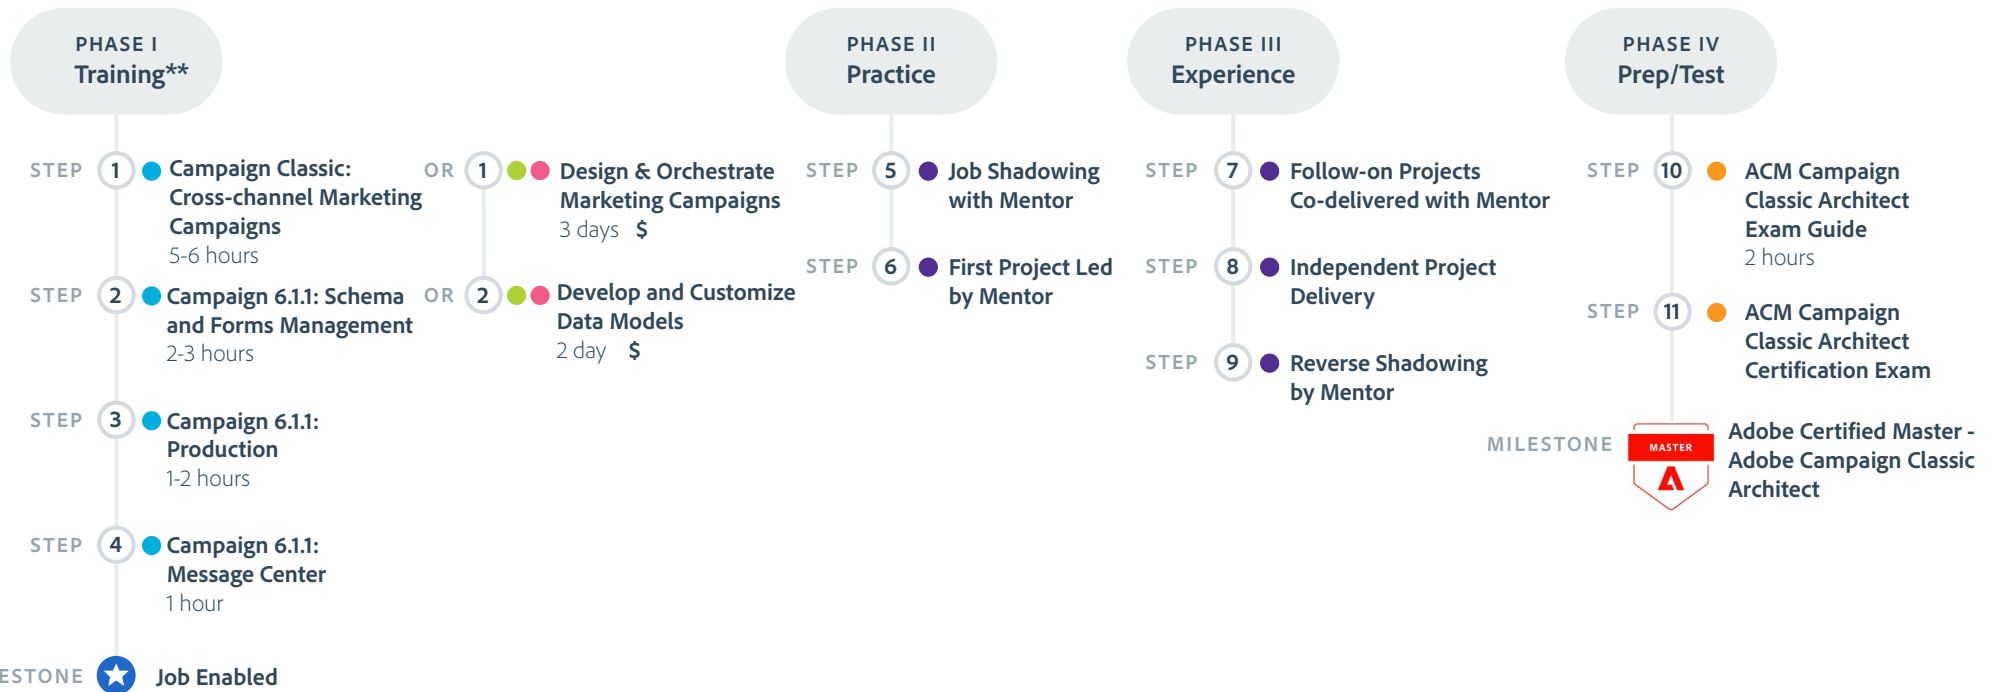 PHASE I
Training**
STEP 1 Campaign Classic:
Cross-channel Marketing
Campaigns
5-6 hours
OR 1 Design & Orchestrate
Marketing Campaigns
3 days $
STEP 2 Campaign 6.1.1: Schema
and Forms Management
2-3 hours
OR 2 Develop and Customize
Data Models
2 day $
STEP 3 Campaign 6.1.1:
Production
1-2 hours
STEP 4 Campaign 6.1.1:
Message Center
1 hour
ESTONE Job Enabled
PHASE II
Practice
STEP 5 Job Shadowing
with Mentor
STEP 6 First Project Led
by Mentor
PHASE III
Experience
STEP 7 Follow-on Projects
Co-delivered with Mentor
STEP 8 Independent Project
Delivery
STEP 9 Reverse Shadowing
by Mentor
PHASE IV
Prep/Test
STEP 10 ACM Campaign
Classic Architect
Exam Guide
2 hours
STEP 11 ACM Campaign
Classic Architect
Certification Exam
MILESTONE MASTER Adobe Certified Master -
Adobe Campaign Classic
Architect